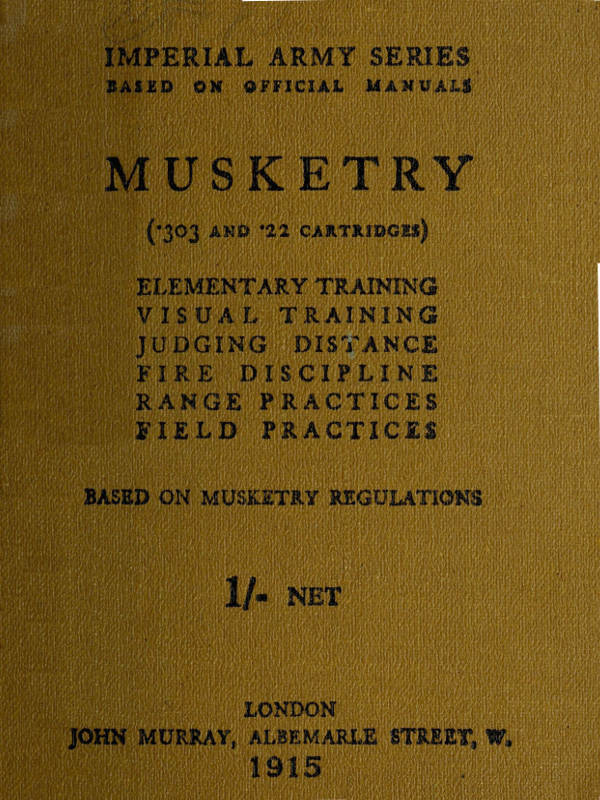 IMPERIAL ARMY SERIES
BASED ON OFFICIAL MANUALS
MUSKETRY
(·303 AND ·22 CARTRIDGES)
ELEMENTARY TRAINING
VISUAL TRAINING
JUDGING DISTANCE
FIRE DISCIPLINE
RANGE PRACTICES
FIELD PRACTICES
BASED ON MUSKETRY REGULATIONS
1/- NET
LONDON
JOHN MURRAY, ALBEMARLE STREET, W.
1915